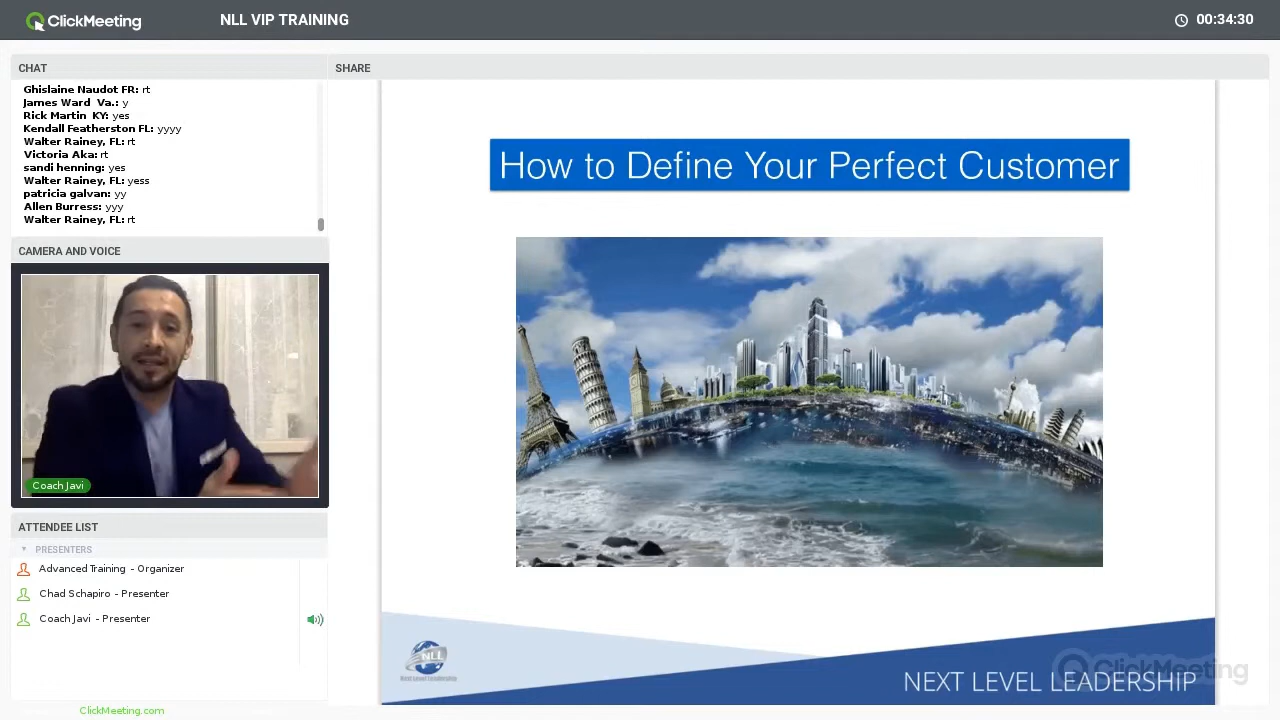 ClickMeeting
NLL VIP TRAINING
00:34:30
CHAT
Ghislaine Naudot FR: rt
James Ward  Va.: y
Rick Martin  KY: yes
Kendall Featherston FL: yyyy
Walter Rainey, FL: rt
Victoria Aka: rt
sandi henning: yes
Walter Rainey, FL: yess
patricia galvan: yy
Allen Burress: yyy
Walter Rainey, FL: rt
CAMERA AND VOICE
Coach Javi
ATTENDEE LIST
PRESENTERS
Advanced Training - Organizer
Chad Schapiro - Presenter
Coach Javi - Presenter
ClickMeeting.com
SHARE
How to Define Your Perfect Customer
NLL
Next Level Leadership
NEXT LEVEL LEADERSHIP
ClickMeeting